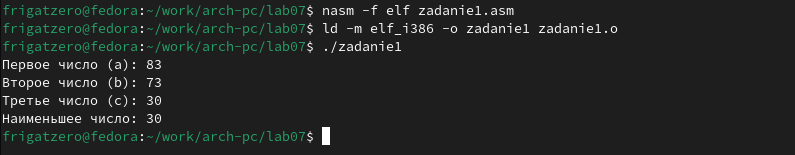 frigatzero@fedora:~/work/arch-pc/lab07$ nasm -f elf zadanie1.asm
frigatzero@fedora:~/work/arch-pc/lab07$ ld -m elf_i386 -o zadanie1 zadanie1.o
frigatzero@fedora:~/work/arch-pc/lab07$ ./zadanie1
Первое число (a): 83
Второе число (b): 73
Третье число (c): 30
Наименьшее число: 30
frigatzero@fedora:~/work/arch-pc/lab07$